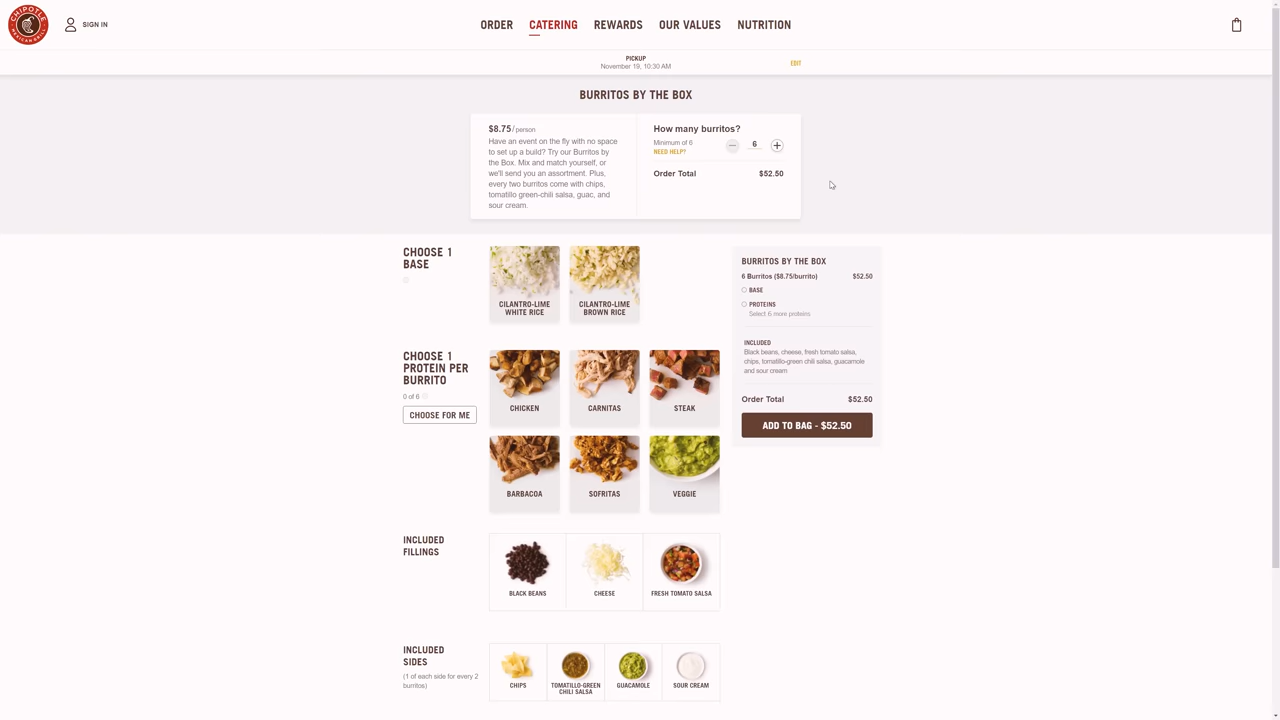 CHIPOTLE
MEXICAN GRILL
SIGN IN
ORDER
CATERING
REWARDS
OUR VALUES
NUTRITION
PICKUP
November 19, 10:30 AM
EDIT
BURRITOS BY THE BOX
$8.75/person
Have an event on the fly with no space
to set up a build? Try our Burritos by
the Box. Mix and match yourself, or
we'll send you an assortment. Plus,
every two burritos come with chips,
tomatillo green-chili salsa, guac, and
sour cream.
How many burritos?
Minimum of 6
NEED HELP?
6
Order Total
$52.50
CHOOSE 1
BASE
CILANTRO-LIME
WHITE RICE
CILANTRO-LIME
BROWN RICE
CHOOSE 1
PROTEIN PER
BURRITO
0 of 6
CHOOSE FOR ME
CHICKEN
CARNITAS
STEAK
BARBACOA
SOFRITAS
VEGGIE
INCLUDED
FILLINGS
BLACK BEANS
CHEESE
FRESH TOMATO SALSA
INCLUDED
SIDES
(1 of each side for every 2
burritos)
CHIPS
TOMATILLO-GREEN
CHILI SALSA
GUACAMOLE
SOUR CREAM
BURRITOS BY THE BOX
6 Burritos ($8.75/burrito)
$52.50
BASE
PROTEINS
Select 6 more proteins
INCLUDED
Black beans, cheese, fresh tomato salsa,
chips, tomatillo-green chili salsa, guacamole
and sour cream
Order Total
$52.50
ADD TO BAG - $52.50